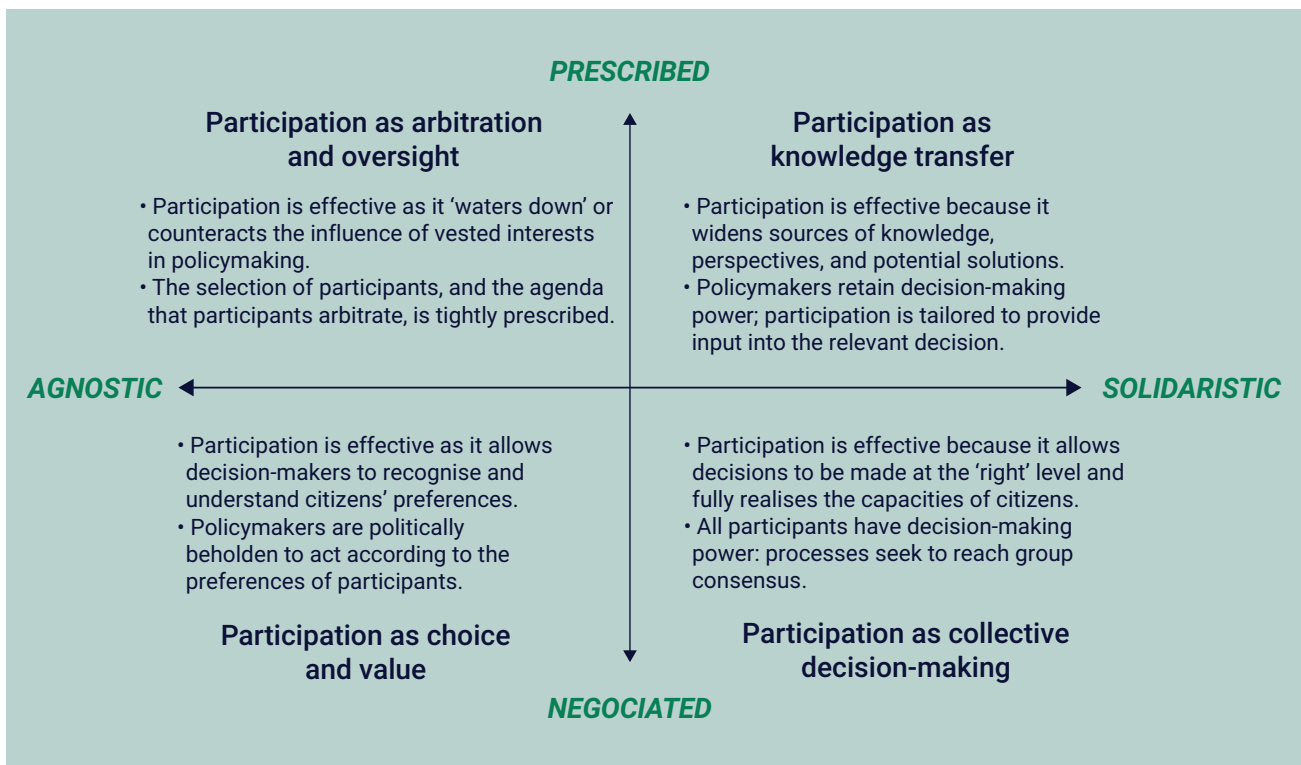 PRESCRIBED
Participation as arbitration
and oversight
• Participation is effective as it ‘waters down’ or
counteracts the influence of vested interests
in policymaking.
• The selection of participants, and the agenda
that participants arbitrate, is tightly prescribed.
Participation as
knowledge transfer
• Participation is effective because it
widens sources of knowledge,
perspectives, and potential solutions.
• Policymakers retain decision-making
power; participation is tailored to provide
input into the relevant decision.
AGNOSTIC
SOLIDARISTIC
• Participation is effective as it allows
decision-makers to recognise and
understand citizens’ preferences.
• Policymakers are politically
beholden to act according to the
preferences of participants.
Participation as choice
and value
• Participation is effective because it allows
decisions to be made at the ‘right’ level and
fully realises the capacities of citizens.
• All participants have decision-making
power: processes seek to reach group
consensus.
Participation as collective
decision-making
NEGOCIATED